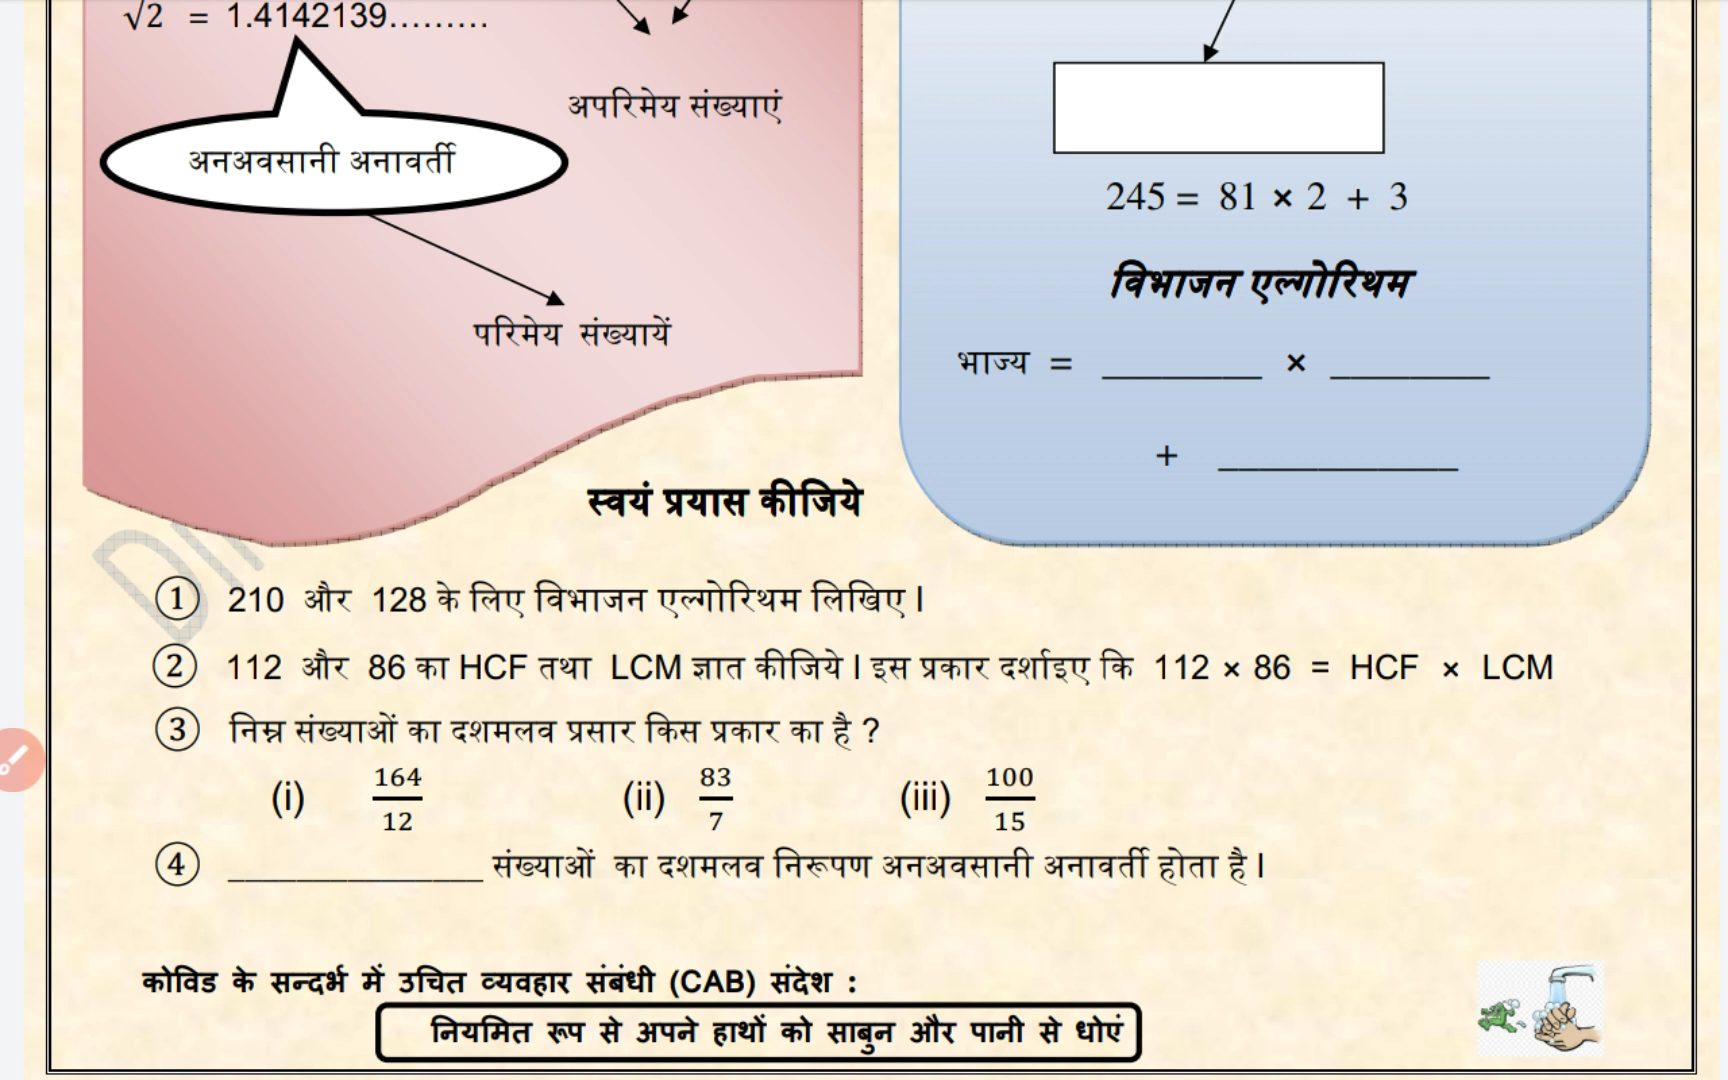 √2 = 1.4142139.........
अपरिमेय संख्याएं
अनअवसानी अनावर्ती
परिमेय संख्यायें
245 = 81 × 2 + 3
विभाजन एल्गोरिथम
भाज्य = ________ × ________
+ ____________
स्वयं प्रयास कीजिये
① 210 और 128 के लिए विभाजन एल्गोरिथम लिखिए ।
② 112 और 86 का HCF तथा LCM ज्ञात कीजिये । इस प्रकार दर्शाइए कि 112 × 86 = HCF × LCM
③ निम्न संख्याओं का दशमलव प्रसार किस प्रकार का है ?
(i) 164/12 (ii) 83/7 (iii) 100/15
④ ______________ संख्याओं का दशमलव निरूपण अनअवसानी अनावर्ती होता है ।
कोविड के सन्दर्भ में उचित व्यवहार संबंधी (CAB) संदेश :
नियमित रूप से अपने हाथों को साबुन और पानी से धोएं